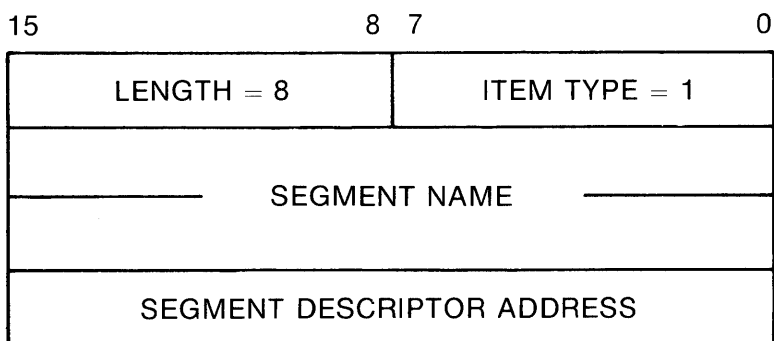 15 8 7 0
LENGTH = 8 ITEM TYPE = 1
SEGMENT NAME
SEGMENT DESCRIPTOR ADDRESS